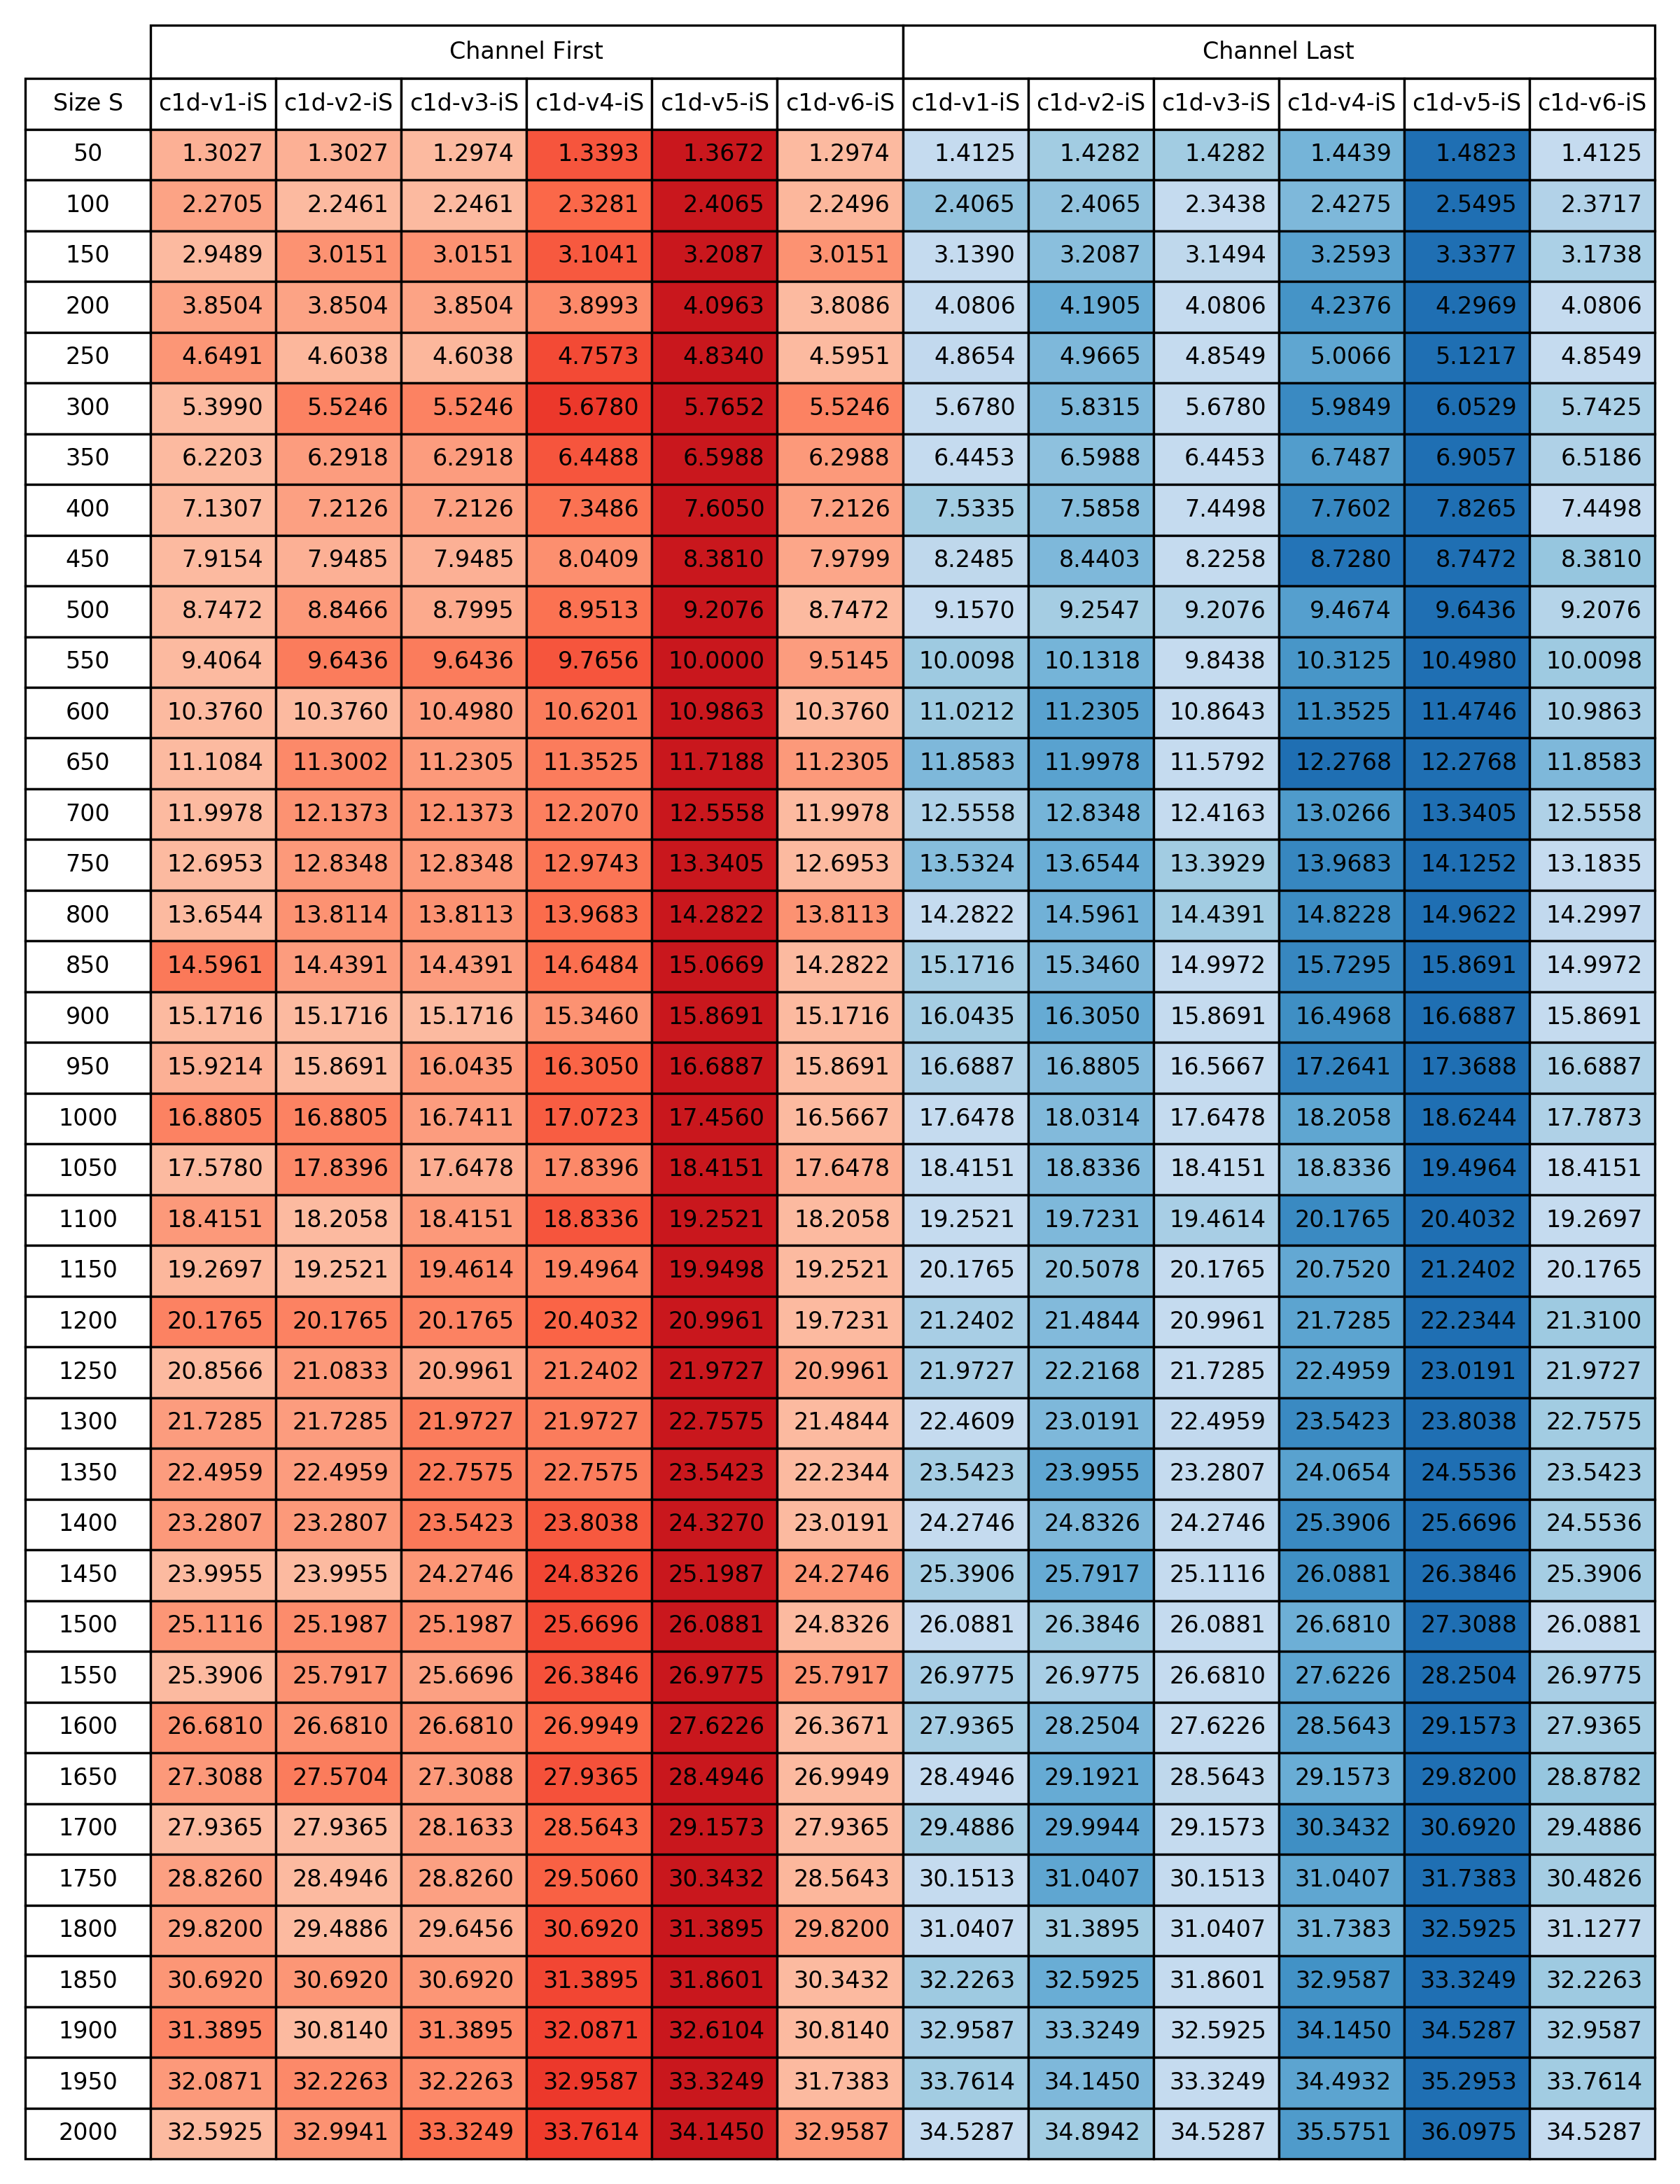 Channel First Channel Last
Size S c1d-v1-iS c1d-v2-iS c1d-v3-iS c1d-v4-iS c1d-v5-iS c1d-v6-iS c1d-v1-iS c1d-v2-iS c1d-v3-iS c1d-v4-iS c1d-v5-iS c1d-v6-iS
50 1.3027 1.3027 1.2974 1.3393 1.3672 1.2974 1.4125 1.4282 1.4282 1.4439 1.4823 1.4125
100 2.2705 2.2461 2.2461 2.3281 2.4065 2.2496 2.4065 2.4065 2.3438 2.4275 2.5495 2.3717
150 2.9489 3.0151 3.0151 3.1041 3.2087 3.0151 3.1390 3.2087 3.1494 3.2593 3.3377 3.1738
200 3.8504 3.8504 3.8504 3.8993 4.0963 3.8086 4.0806 4.1905 4.0806 4.2376 4.2969 4.0806
250 4.6491 4.6038 4.6038 4.7573 4.8340 4.5951 4.8654 4.9665 4.8549 5.0066 5.1217 4.8549
300 5.3990 5.5246 5.5246 5.6780 5.7652 5.5246 5.6780 5.8315 5.6780 5.9849 6.0529 5.7425
350 6.2203 6.2918 6.2918 6.4488 6.5988 6.2988 6.4453 6.5988 6.4453 6.7487 6.9057 6.5186
400 7.1307 7.2126 7.2126 7.3486 7.6050 7.2126 7.5335 7.5858 7.4498 7.7602 7.8265 7.4498
450 7.9154 7.9485 7.9485 8.0409 8.3810 7.9799 8.2485 8.4403 8.2258 8.7280 8.7472 8.3810
500 8.7472 8.8466 8.7995 8.9513 9.2076 8.7472 9.1570 9.2547 9.2076 9.4674 9.6436 9.2076
550 9.4064 9.6436 9.6436 9.7656 10.0000 9.5145 10.0098 10.1318 9.8438 10.3125 10.4980 10.0098
600 10.3760 10.3760 10.4980 10.6201 10.9863 10.3760 11.0212 11.2305 10.8643 11.3525 11.4746 10.9863
650 11.1084 11.3002 11.2305 11.3525 11.7188 11.2305 11.8583 11.9978 11.5792 12.2768 12.2768 11.8583
700 11.9978 12.1373 12.1373 12.2070 12.5558 11.9978 12.5558 12.8348 12.4163 13.0266 13.3405 12.5558
750 12.6953 12.8348 12.8348 12.9743 13.3405 12.6953 13.5324 13.6544 13.3929 13.9683 14.1252 13.1835
800 13.6544 13.8114 13.8113 13.9683 14.2822 13.8113 14.2822 14.5961 14.4391 14.8228 14.9622 14.2997
850 14.5961 14.4391 14.4391 14.6484 15.0669 14.2822 15.1716 15.3460 14.9972 15.7295 15.8691 14.9972
900 15.1716 15.1716 15.1716 15.3460 15.8691 15.1716 16.0435 16.3050 15.8691 16.4968 16.6887 15.8691
950 15.9214 15.8691 16.0435 16.3050 16.6887 15.8691 16.6887 16.8805 16.5667 17.2641 17.3688 16.6887
1000 16.8805 16.8805 16.7411 17.0723 17.4560 16.5667 17.6478 18.0314 17.6478 18.2058 18.6244 17.7873
1050 17.5780 17.8396 17.6478 17.8396 18.4151 17.6478 18.4151 18.8336 18.4151 18.8336 19.4964 18.4151
1100 18.4151 18.2058 18.4151 18.8336 19.2521 18.2058 19.2521 19.7231 19.4614 20.1765 20.4032 19.2697
1150 19.2697 19.2521 19.4614 19.4964 19.9498 19.2521 20.1765 20.5078 20.1765 20.7520 21.2402 20.1765
1200 20.1765 20.1765 20.1765 20.4032 20.9961 19.7231 21.2402 21.4844 20.9961 21.7285 22.2344 21.3100
1250 20.8566 21.0833 20.9961 21.2402 21.9727 20.9961 21.9727 22.2168 21.7285 22.4959 23.0191 21.9727
1300 21.7285 21.7285 21.9727 21.9727 22.7575 21.4844 22.4609 23.0191 22.4959 23.5423 23.8038 22.7575
1350 22.4959 22.4959 22.7575 22.7575 23.5423 22.2344 23.5423 23.9955 23.2807 24.0654 24.5536 23.5423
1400 23.2807 23.2807 23.5423 23.8038 24.3270 23.0191 24.2746 24.8326 24.2746 25.3906 25.6696 24.5536
1450 23.9955 23.9955 24.2746 24.8326 25.1987 24.2746 25.3906 25.7917 25.1116 26.0881 26.3846 25.3906
1500 25.1116 25.1987 25.1987 25.6696 26.0881 24.8326 26.0881 26.3846 26.0881 26.6810 27.3088 26.0881
1550 25.3906 25.7917 25.6696 26.3846 26.9775 25.7917 26.9775 26.9775 26.6810 27.6226 28.2504 26.9775
1600 26.6810 26.6810 26.6810 26.9949 27.6226 26.3671 27.9365 28.2504 27.6226 28.5643 29.1573 27.9365
1650 27.3088 27.5704 27.3088 27.9365 28.4946 26.9949 28.4946 29.1921 28.5643 29.1573 29.8200 28.8782
1700 27.9365 27.9365 28.1633 28.5643 29.1573 27.9365 29.4886 29.9944 29.1573 30.3432 30.6920 29.4886
1750 28.8260 28.4946 28.8260 29.5060 30.3432 28.5643 30.1513 31.0407 30.1513 31.0407 31.7383 30.4826
1800 29.8200 29.4886 29.6456 30.6920 31.3895 29.8200 31.0407 31.3895 31.0407 31.7383 32.5925 31.1277
1850 30.6920 30.6920 30.6920 31.3895 31.8601 30.3432 32.2263 32.5925 31.8601 32.9587 33.3249 32.2263
1900 31.3895 30.8140 31.3895 32.0871 32.6104 30.8140 32.9587 33.3249 32.5925 34.1450 34.5287 32.9587
1950 32.0871 32.2263 32.2263 32.9587 33.3249 31.7383 33.7614 34.1450 33.3249 34.4932 35.2953 33.7614
2000 32.5925 32.9941 33.3249 33.7614 34.1450 32.9587 34.5287 34.8942 34.5287 35.5751 36.0975 34.5287